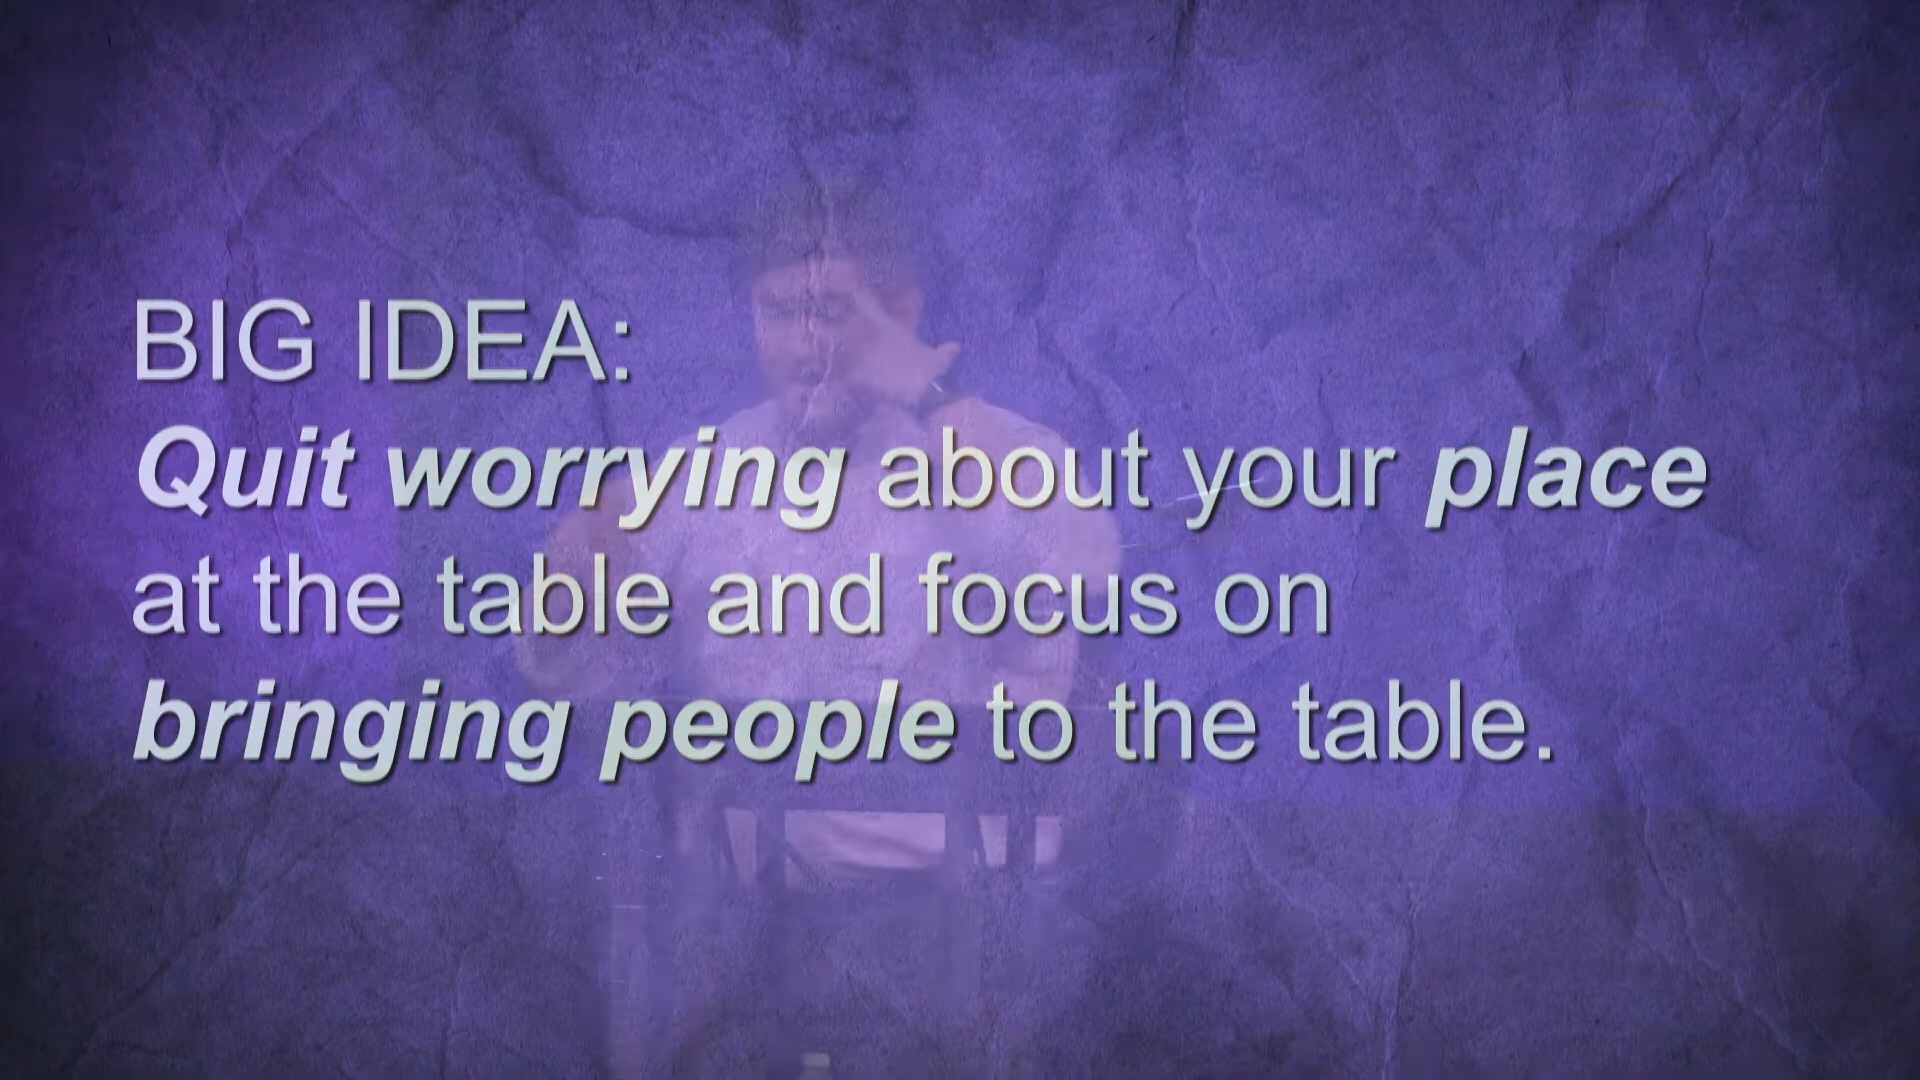 BIG IDEA:
Quit worrying about your place
at the table and focus on
bringing people to the table.